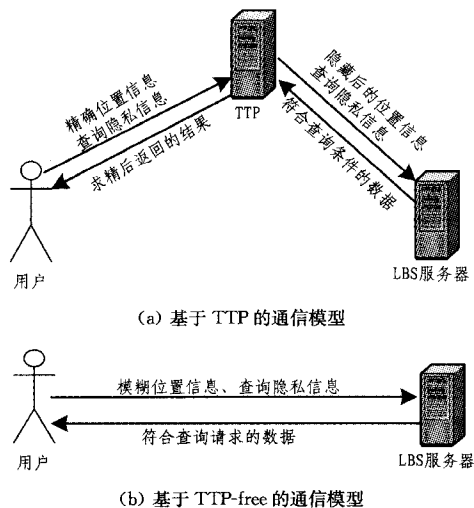 精确位置信息
查询隐私信息
求精后返回的结果
TTP
隐藏后的位置信息
查询隐私信息
符合查询条件的数据
用户
LBS服务器
(a) 基于 TTP 的通信模型
模糊位置信息、查询隐私信息
符合查询请求的数据
用户
LBS服务器
(b) 基于 TTP-free 的通信模型